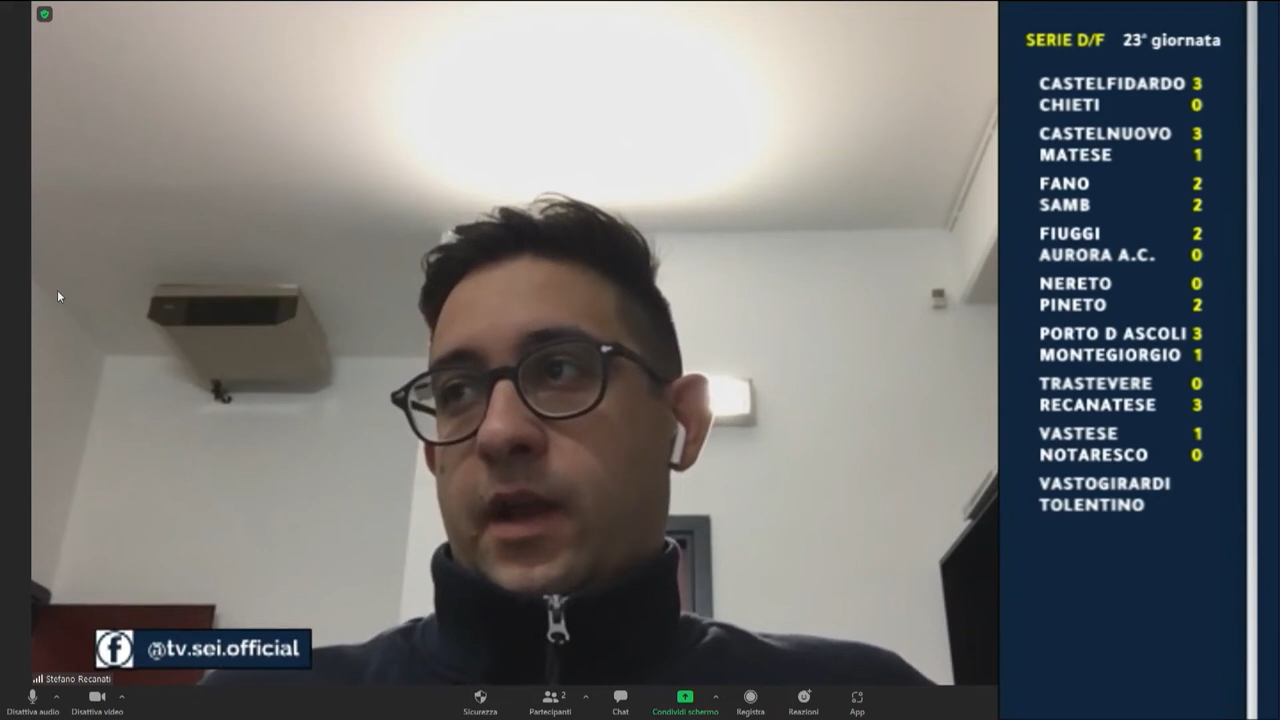 SERIE D/F 23ª giornata
CASTELFIDARDO 3
CHIETI 0
CASTELNUOVO 3
MATESE 1
FANO 2
SAMB 2
FIUGGI 2
AURORA A.C. 0
NERETO 0
PINETO 2
PORTO D ASCOLI 3
MONTEGIORGIO 1
TRASTEVERE 0
RECANATESE 3
VASTESE 1
NOTARESCO 0
VASTOGIRARDI
TOLENTINO
@tv.sei.official
Stefano Recanati
Disattiva audio
Disattiva video
Sicurezza
2
Partecipanti
Chat
Condividi schermo
Registra
Reazioni
App